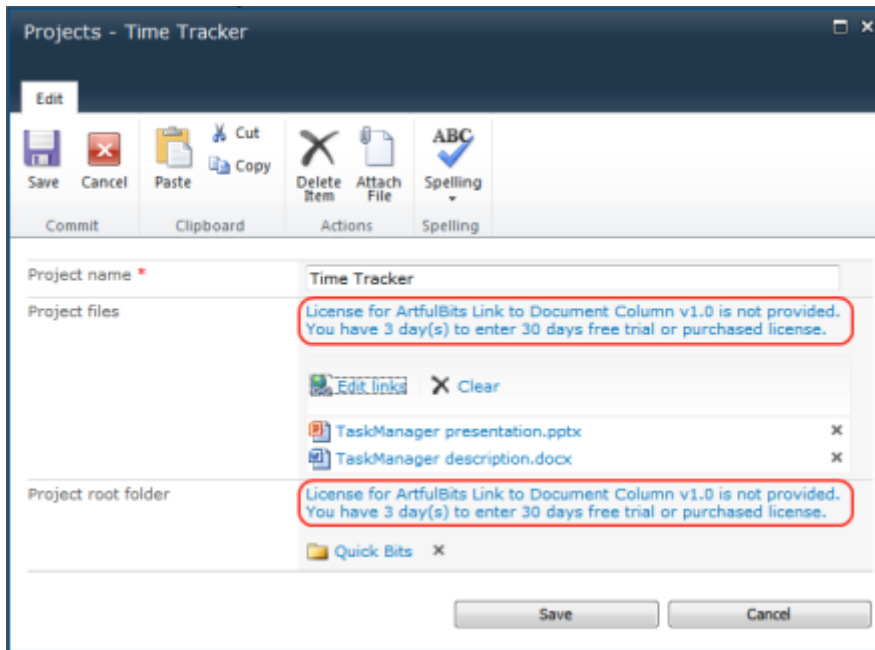 Projects - Time Tracker
Edit
Save
Cancel
Paste
Cut
Copy
Delete Item
Attach File
ABC
Spelling
Commit
Clipboard
Actions
Spelling
Project name *
Time Tracker
Project files
License for ArtfulBits Link to Document Column v1.0 is not provided.
You have 3 day(s) to enter 30 days free trial or purchased license.
Edit links
Clear
TaskManager presentation.pptx
TaskManager description.docx
Project root folder
License for ArtfulBits Link to Document Column v1.0 is not provided.
You have 3 day(s) to enter 30 days free trial or purchased license.
Quick Bits
Save
Cancel